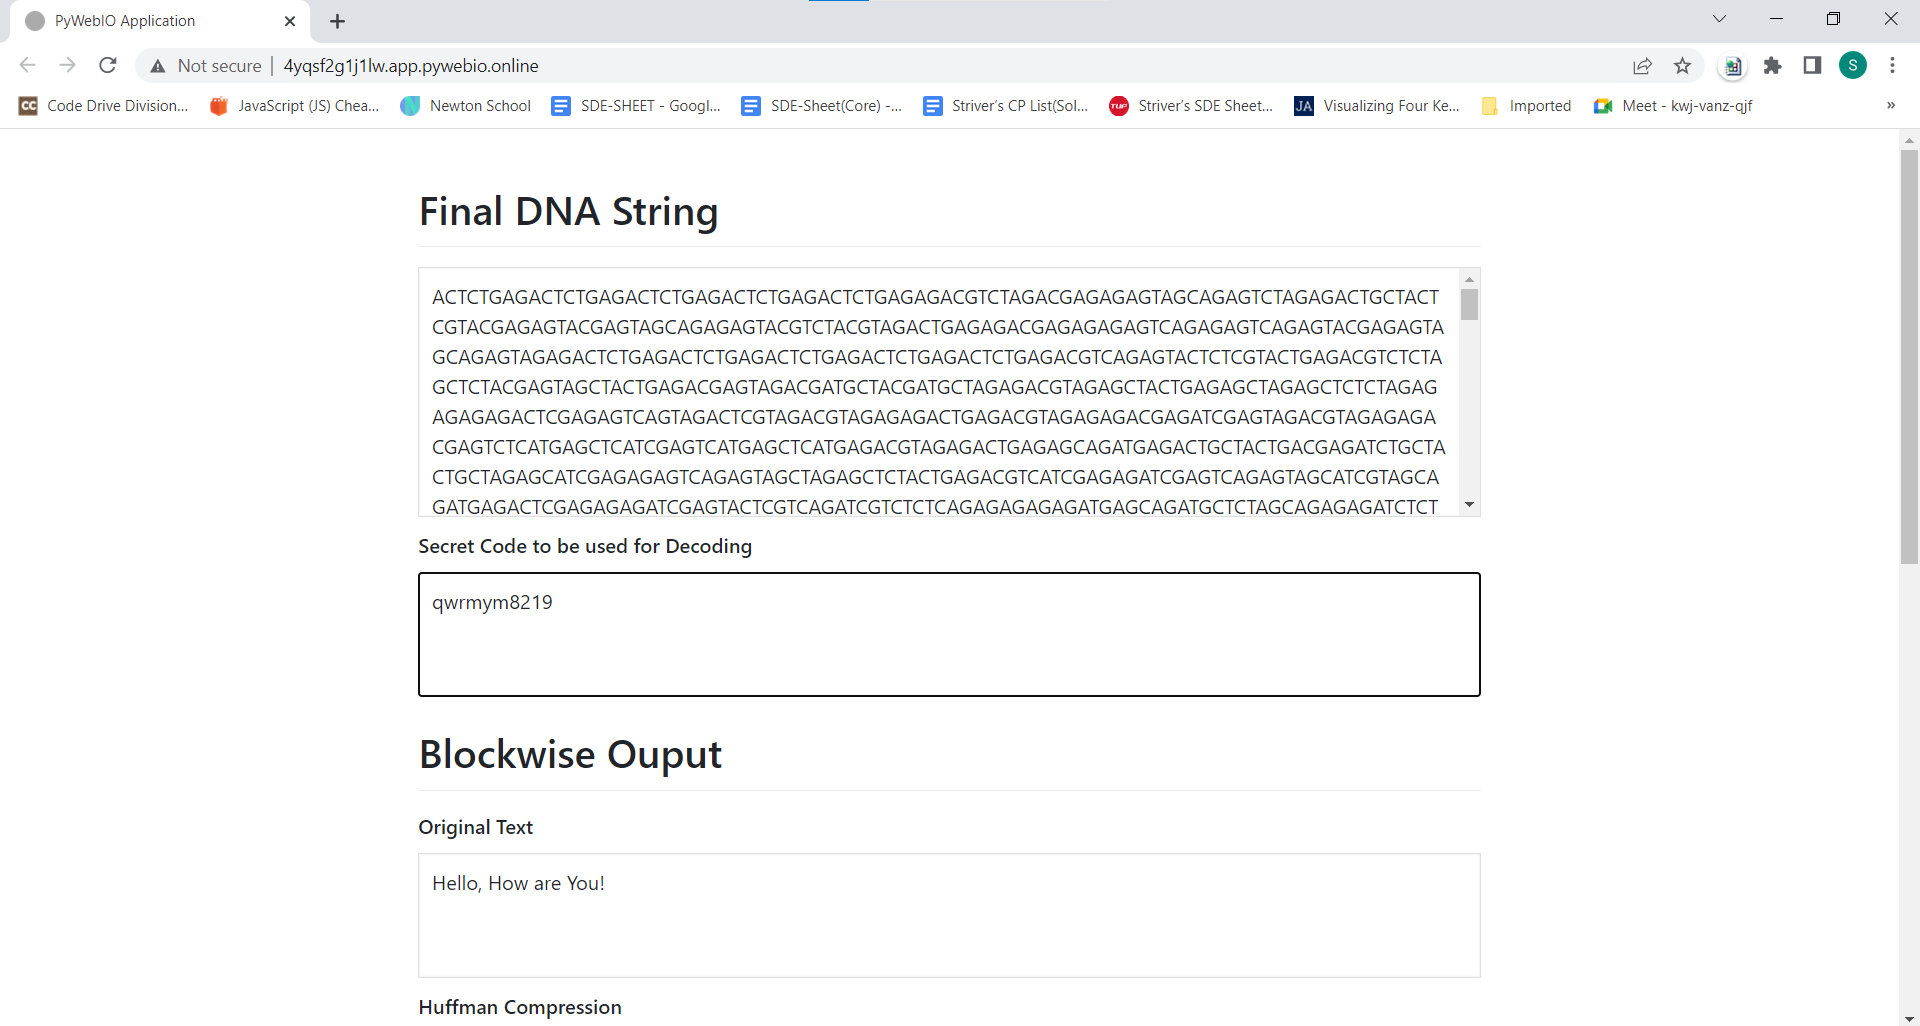 PyWebIO Application
Not secure | 4yqsf2g1j1lw.app.pywebio.online
S
CC Code Drive Division... JavaScript (JS) Chea... Newton School SDE-SHEET - Googl... SDE-Sheet(Core) -... Striver's CP List(Sol... TUF Striver's SDE Sheet... JA Visualizing Four Ke... Imported Meet - kwj-vanz-qjf »
Final DNA String
ACTCTGAGACTCTGAGACTCTGAGACTCTGAGACTCTGAGAGACGTCTAGACGAGAGAGTAGCAGAGTCTAGAGACTGCTACT
CGTACGAGAGTACGAGTAGCAGAGAGTACGTCTACGTAGACTGAGAGACGAGAGAGAGTCAGAGAGTCAGAGTACGAGAGTA
GCAGAGTAGAGACTCTGAGACTCTGAGACTCTGAGACTCTGAGACTCTGAGACGTCAGAGTACTCTCGTACTGAGACGTCTCTA
GCTCTACGAGTAGCTACTGAGACGAGTAGACGATGCTACGATGCTAGAGACGTAGAGCTACTGAGAGCTAGAGCTCTCTAGAG
AGAGAGACTCGAGAGTCAGTAGACTCGTAGACGTAGAGAGACTGAGACGTAGAGAGACGAGATCGAGTAGACGTAGAGAGA
CGAGTCTCATGAGCTCATCGAGTCATGAGCTCATGAGACGTAGAGACTGAGAGCAGATGAGACTGCTACTGACGAGATCTGCTA
CTGCTAGAGCATCGAGAGAGTCAGAGTAGCTAGAGCTCTACTGAGACGTCATCGAGAGATCGAGTCAGAGTAGCATCGTAGCA
GATGAGACTCGAGAGAGATCGAGTACTCGTCAGATCGTCTCTCAGAGAGAGAGATGAGCAGATGCTCTAGCAGAGAGATCTCT
Secret Code to be used for Decoding
qwrmym8219
Blockwise Ouput
Original Text
Hello, How are You!
Huffman Compression